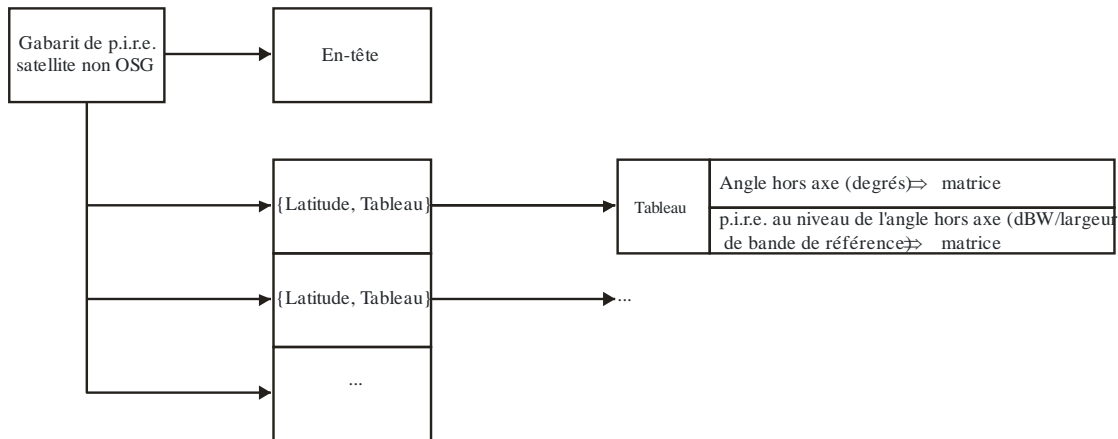 Gabarit de p.i.r.e.
satellite non OSG
En-tête
{Latitude, Tableau}
Tableau
Angle hors axe (degrés)⇒ matrice
p.i.r.e. au niveau de l'angle hors axe (dBW/largeur
de bande de référence)⇒ matrice
{Latitude, Tableau}
...
...